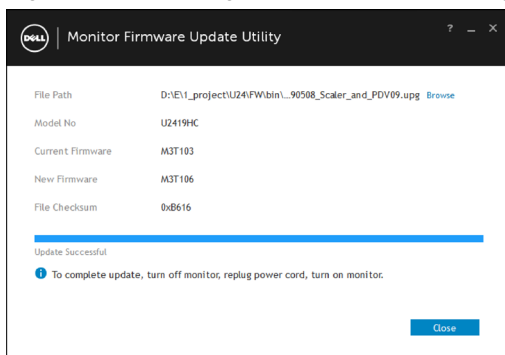 DELL
Monitor Firmware Update Utility
? _ X
File Path D:\E\1_project\U24\FW\bin\...90508_Scaler_and_PDV09.upg Browse
Model No U2419HC
Current Firmware M3T103
New Firmware M3T106
File Checksum 0xB616
Update Successful
To complete update, turn off monitor, replug power cord, turn on monitor.
Close